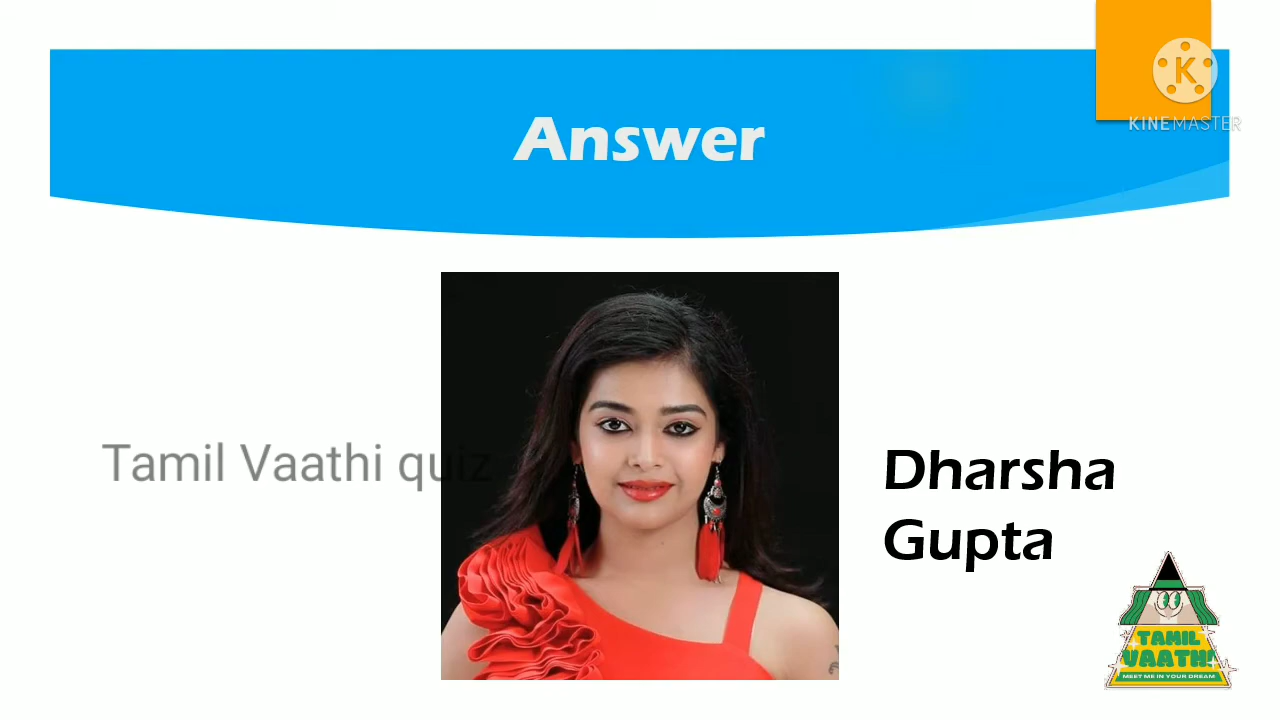 Answer
KINEMASTER
Tamil Vaathi quiz
Dharsha
Gupta
TAMIL
VAATHI
MEET ME IN YOUR DREAM